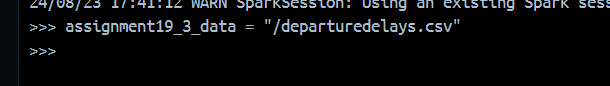 24/08/23 17:41:12 WARN SparkSession: Using an existing Spark sess
>>> assignment19_3_data = "/departuredelays.csv"
>>>